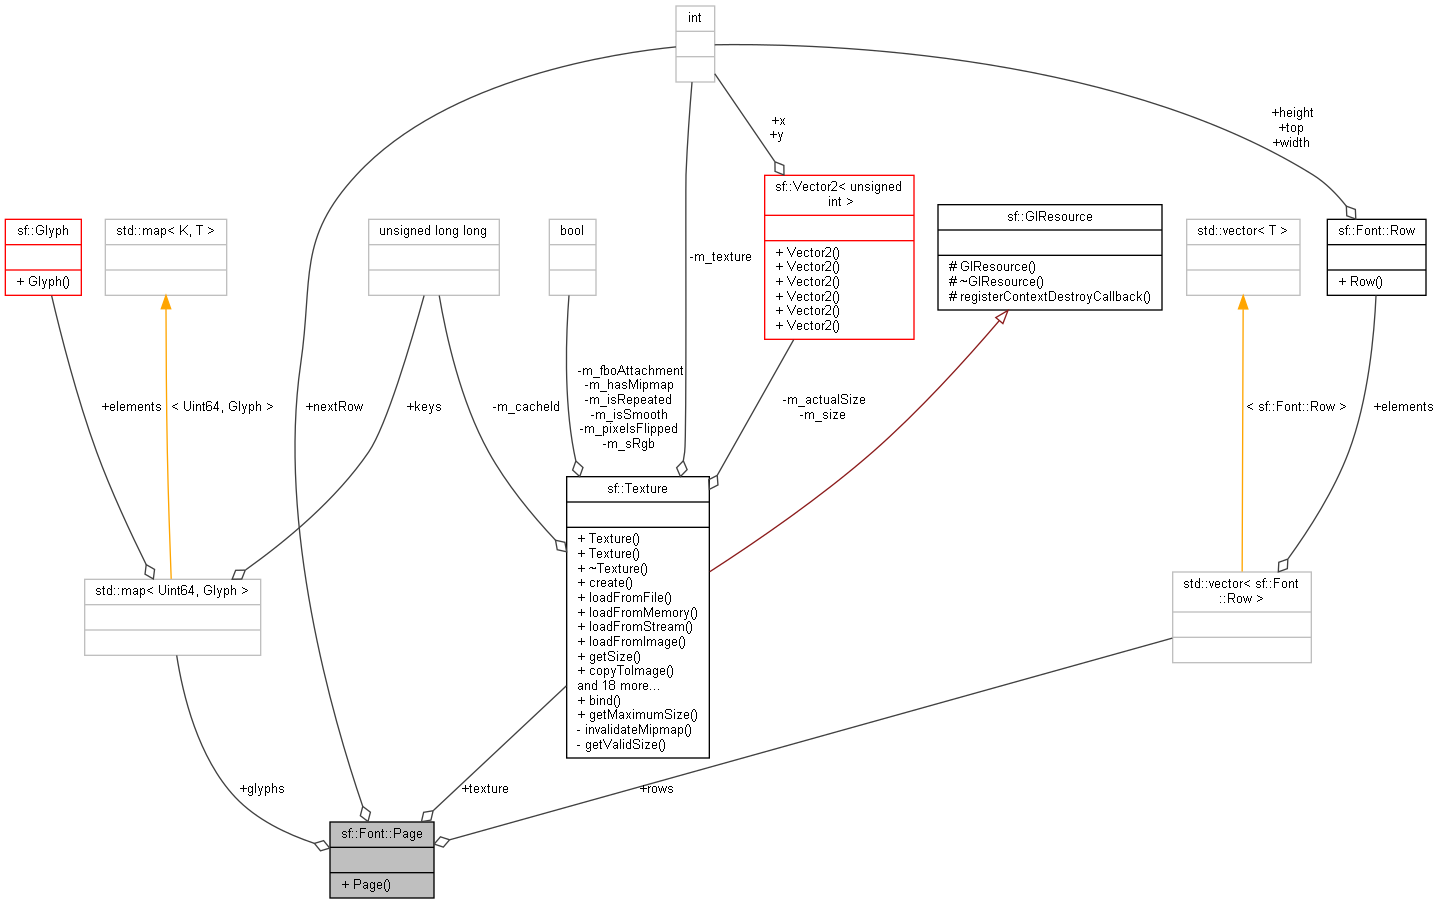 int
+height
+top
+width
+x
+y
sf::Vector2< unsigned
int >
+ Vector2()
+ Vector2()
+ Vector2()
+ Vector2()
+ Vector2()
+ Vector2()
sf::GlResource
# GlResource()
# ~GlResource()
# registerContextDestroyCallback()
sf::Glyph
+ Glyph()
std::map< K, T >
unsigned long long
bool
-m_texture
std::vector< T >
sf::Font::Row
+ Row()
+elements
< Uint64, Glyph >
+nextRow
+keys
-m_cacheId
-m_fboAttachment
-m_hasMipmap
-m_isRepeated
-m_isSmooth
-m_pixelsFlipped
-m_sRgb
-m_actualSize
-m_size
< sf::Font::Row >
+elements
sf::Texture
+ Texture()
+ Texture()
+ ~Texture()
+ create()
+ loadFromFile()
+ loadFromMemory()
+ loadFromStream()
+ loadFromImage()
+ getSize()
+ copyToImage()
and 18 more...
+ bind()
+ getMaximumSize()
- invalidateMipmap()
- getValidSize()
std::map< Uint64, Glyph >
std::vector< sf::Font
::Row >
+glyphs
+texture
+rows
sf::Font::Page
+ Page()